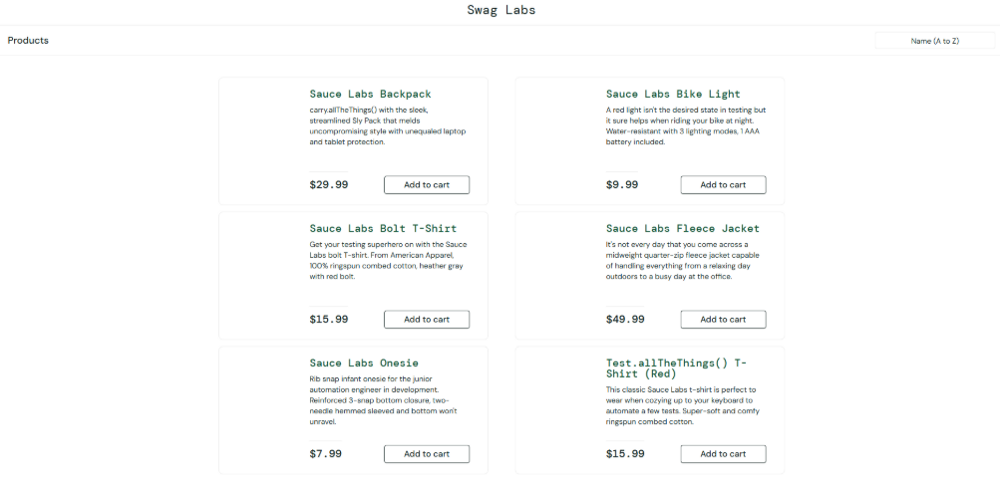 Swag Labs
Products
Name (A to Z)
Sauce Labs Backpack
carry.allTheThings() with the sleek,
streamlined Sly Pack that melds
uncompromising style with unequaled laptop
and tablet protection.
$29.99
Add to cart
Sauce Labs Bike Light
A red light isn't the desired state in testing but
it sure helps when riding your bike at night.
Water-resistant with 3 lighting modes, 1 AAA
battery included.
$9.99
Add to cart
Sauce Labs Bolt T-Shirt
Get your testing superhero on with the Sauce
Labs bolt T-shirt. From American Apparel,
100% ringspun combed cotton, heather gray
with red bolt.
$15.99
Add to cart
Sauce Labs Fleece Jacket
It's not every day that you come across a
midweight quarter-zip fleece jacket capable
of handling everything from a relaxing day
outdoors to a busy day at the office.
$49.99
Add to cart
Sauce Labs Onesie
Rib snap infant onesie for the junior
automation engineer in development.
Reinforced 3-snap bottom closure, two-
needle hemmed sleeved and bottom won't
unravel.
$7.99
Add to cart
Test.allTheThings() T-
Shirt (Red)
This classic Sauce Labs t-shirt is perfect to
wear when cozying up to your keyboard to
automate a few tests. Super-soft and comfy
ringspun combed cotton.
$15.99
Add to cart